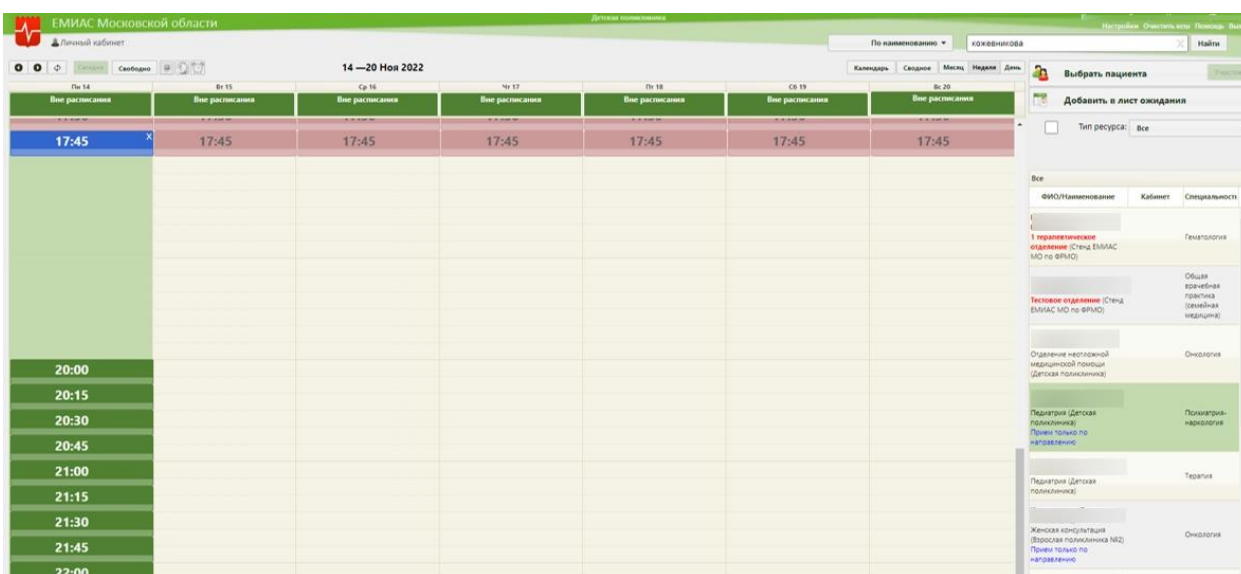 ЕМИАС Московской области
Детская поликлиника
Настройки Очистить кеш Помощь
Личный кабинет
По наименованию
кожевникова
X
Найти
Сегодня
Свободно
14 —20 Ноя 2022
Календарь Сводное Месяц Неделя День
Выбрать пациента
Добавить в лист ожидания
Тип ресурса: Все
Пн 14 Вт 15 Ср 16 Чт 17 Пт 18 Сб 19 Вс 20
Вне расписания Вне расписания Вне расписания Вне расписания Вне расписания Вне расписания Вне расписания
17:45 X 17:45 17:45 17:45 17:45 17:45 17:45
20:00
20:15
20:30
20:45
21:00
21:15
21:30
21:45
22:00
Все
ФИО/Наименование Кабинет Специальность
1 терапевтическое
отделение (Стенд ЕМИАС
МО по ФРМО)
Гематология
Тестовое отделение (Стенд
ЕМИАС МО по ФРМО)
Общая
врачебная
практика
(семейная
медицина)
Отделение неотложной
медицинской помощи
(Детская поликлиника)
Онкология
Педиатрия (Детская
поликлиника)
Прием только по
направлению
Психиатрия-
наркология
Педиатрия (Детская
поликлиника)
Терапия
Женская консультация
(Взрослая поликлиника №2)
Прием только по
направлению
Онкология